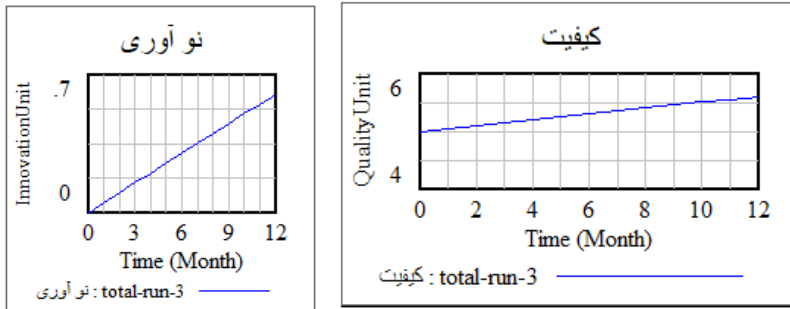 نو آوری
InnovationUnit
.7
0
0 3 6 9 12
Time (Month)
نو آوری : total-run-3
کیفیت
Quality Unit
6
4
0 2 4 6 8 10 12
Time (Month)
کیفیت : total-run-3